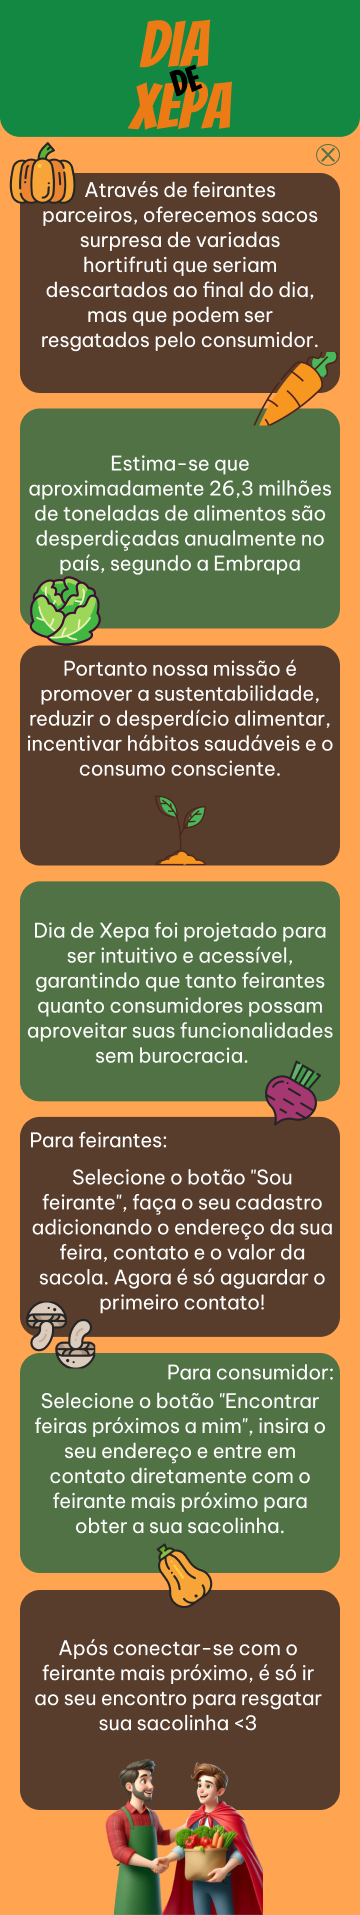 DIA
DE
XEPA
Através de feirantes
parceiros, oferecemos sacos
surpresa de variadas
hortifruti que seriam
descartados ao final do dia,
mas que podem ser
resgatados pelo consumidor.
Estima-se que
aproximadamente 26,3 milhões
de toneladas de alimentos são
desperdiçadas anualmente no
país, segundo a Embrapa
Portanto nossa missão é
promover a sustentabilidade,
reduzir o desperdício alimentar,
incentivar hábitos saudáveis e o
consumo consciente.
Dia de Xepa foi projetado para
ser intuitivo e acessível,
garantindo que tanto feirantes
quanto consumidores possam
aproveitar suas funcionalidades
sem burocracia.
Para feirantes:
Selecione o botão "Sou
feirante", faça o seu cadastro
adicionando o endereço da sua
feira, contato e o valor da
sacola. Agora é só aguardar o
primeiro contato!
Para consumidor:
Selecione o botão "Encontrar
feiras próximos a mim", insira o
seu endereço e entre em
contato diretamente com o
feirante mais próximo para
obter a sua sacolinha.
Após conectar-se com o
feirante mais próximo, é só ir
ao seu encontro para resgatar
sua sacolinha <3